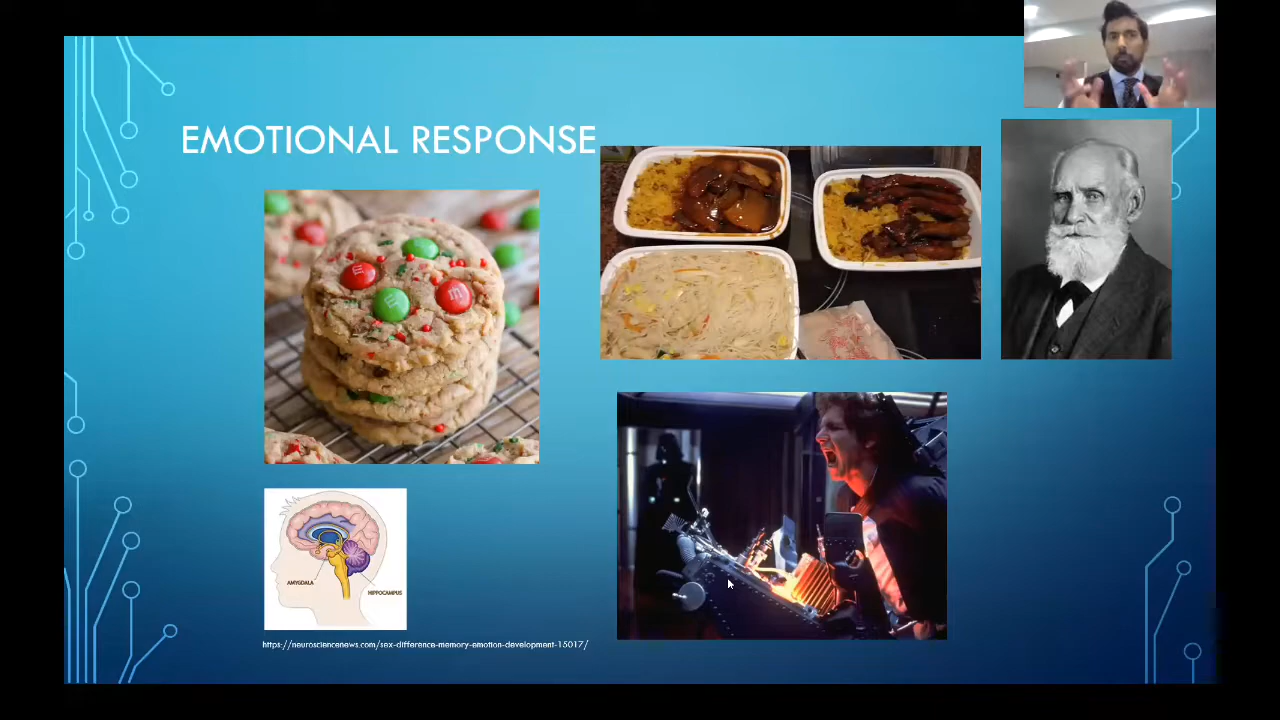 EMOTIONAL RESPONSE
AMYGDALA
HIPPOCAMPUS
https://neurosciencenews.com/sex-difference-memory-emotion-development-15017/